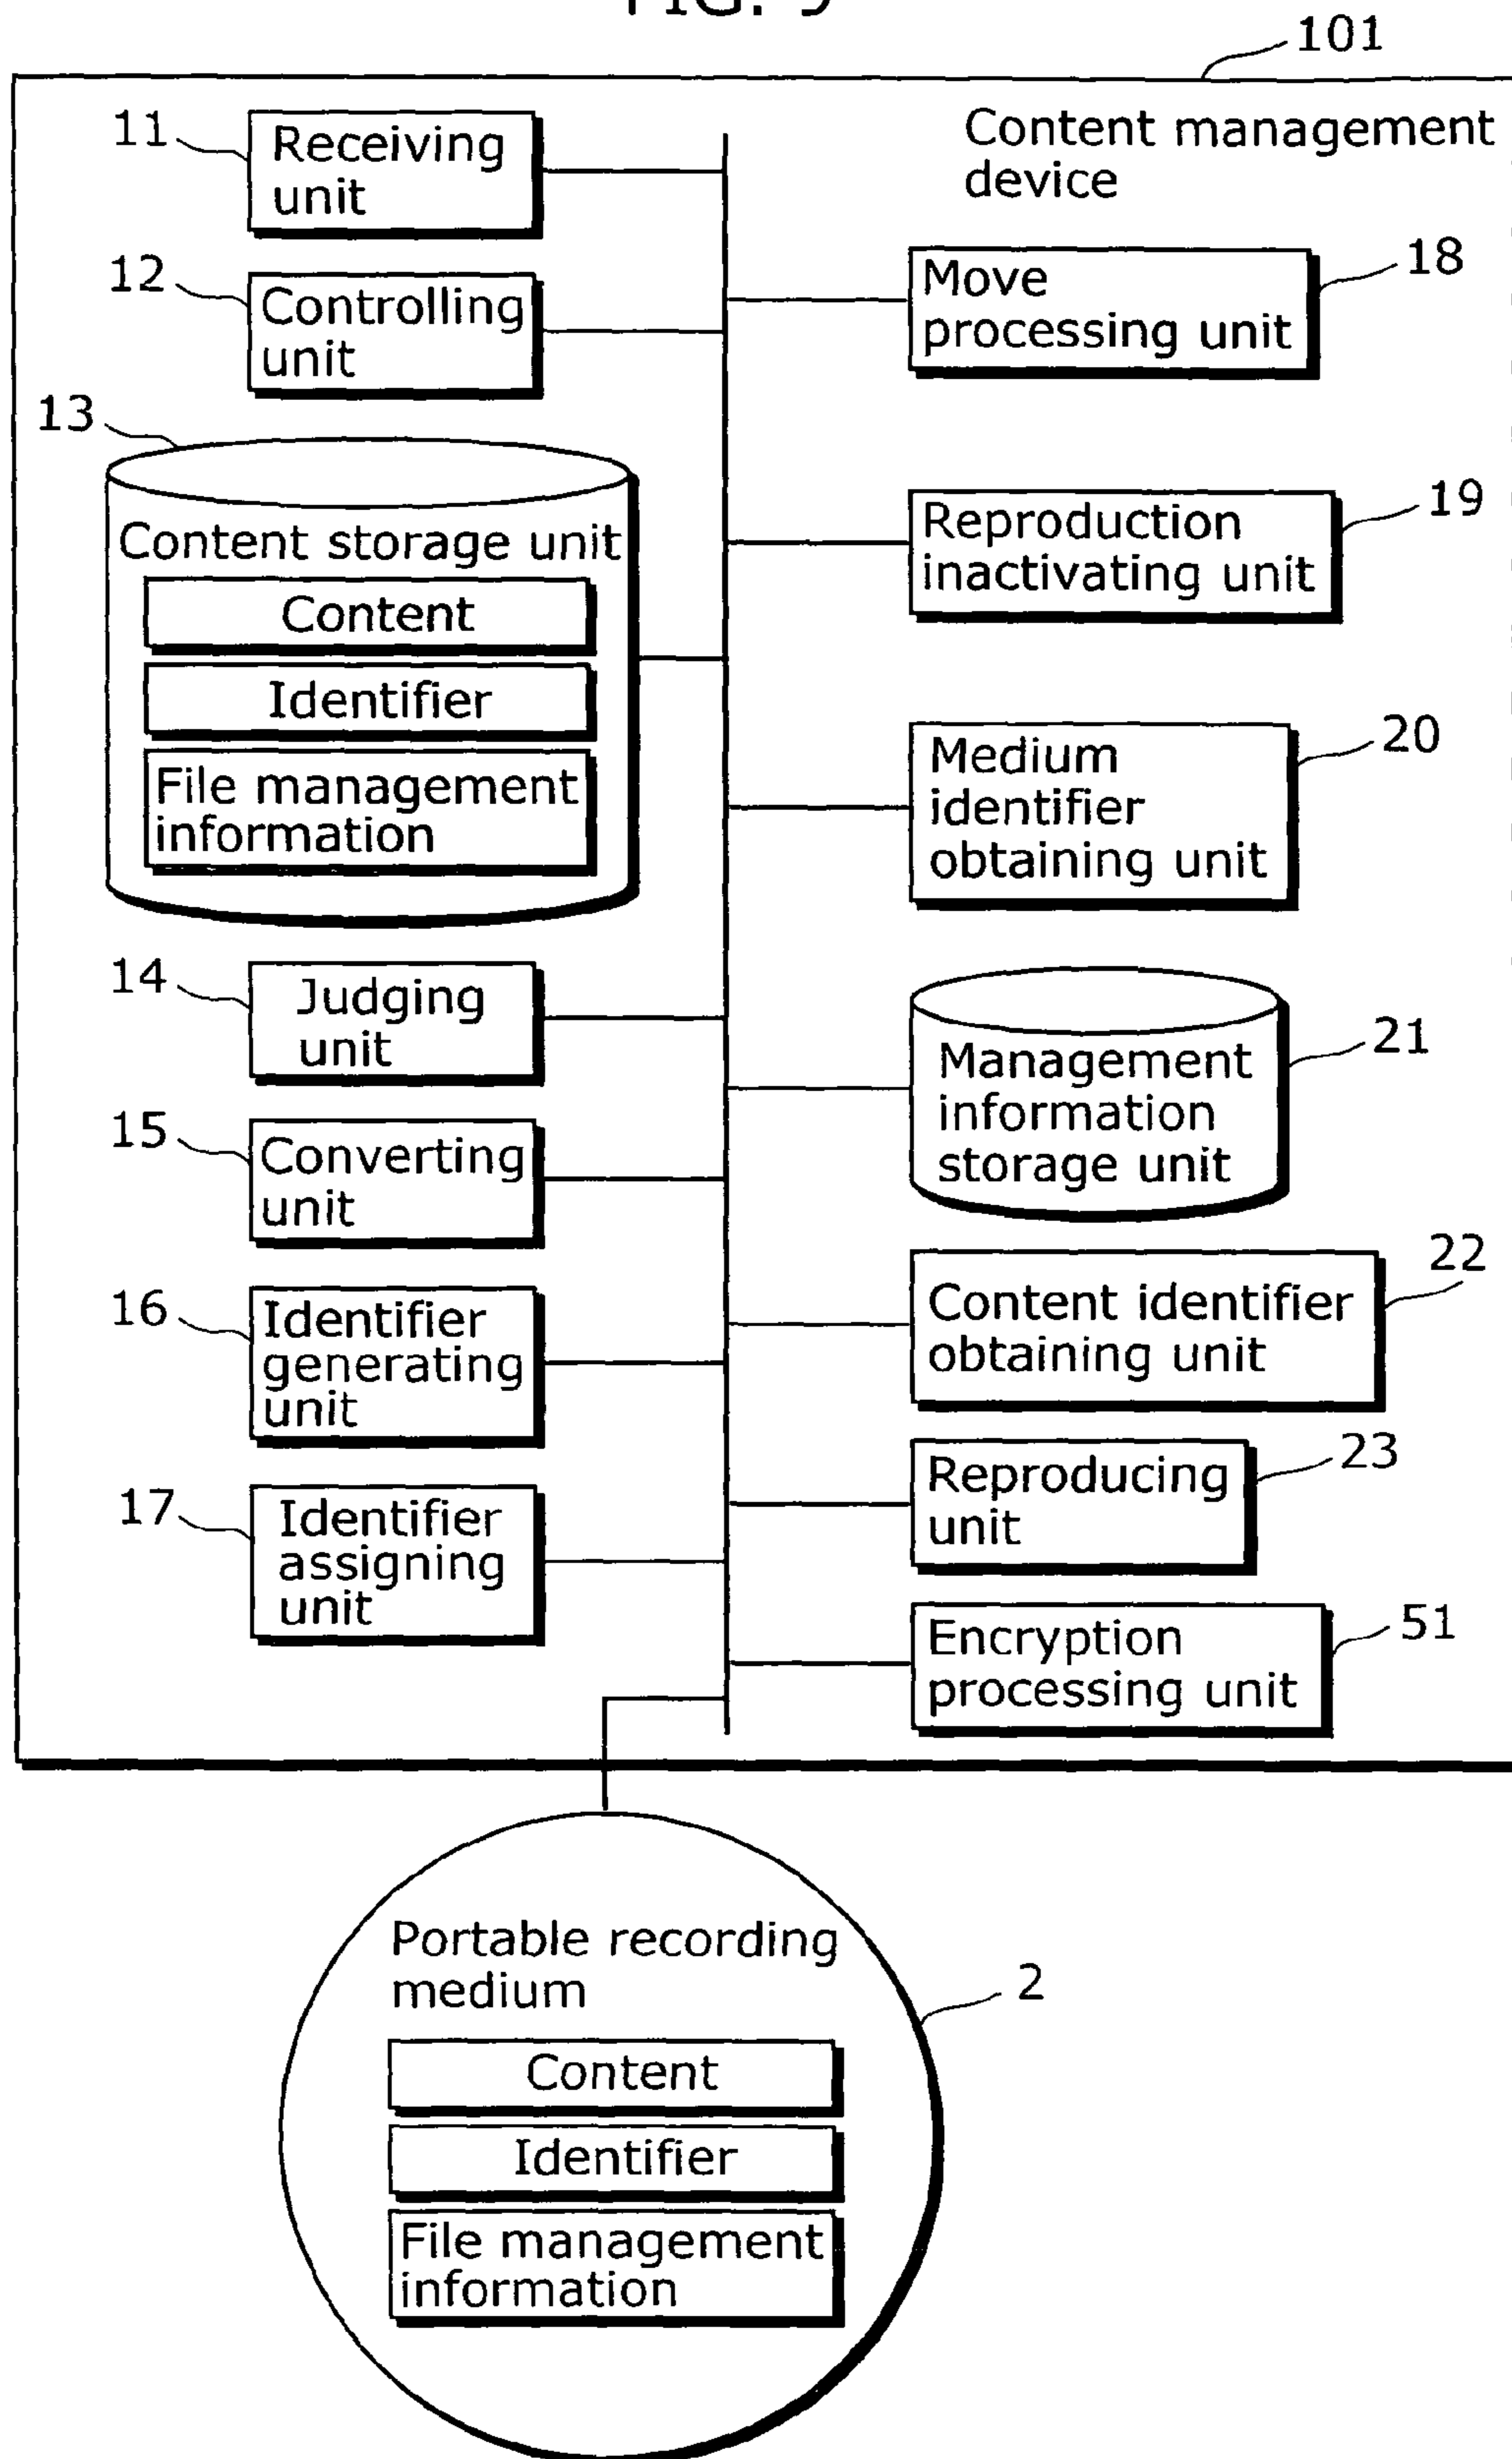 FIG. 9
101
Content management
device
11
Receiving
unit
12
Controlling
unit
13
Content storage unit
Content
Identifier
File management
information
14
Judging
unit
15
Converting
unit
16
Identifier
generating
unit
17
Identifier
assigning
unit
18
Move
processing unit
19
Reproduction
inactivating unit
20
Medium
identifier
obtaining unit
21
Management
information
storage unit
22
Content identifier
obtaining unit
23
Reproducing
unit
51
Encryption
processing unit
Portable recording
medium
2
Content
Identifier
File management
information